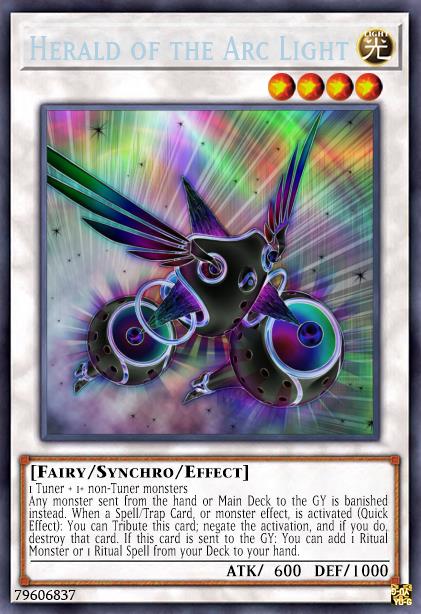 Herald of the Arc Light
LIGHT
光
[Fairy/Synchro/Effect]
1 Tuner + 1+ non-Tuner monsters
Any monster sent from the hand or Main Deck to the GY is banished
instead. When a Spell/Trap Card, or monster effect, is activated (Quick
Effect): You can Tribute this card; negate the activation, and if you do,
destroy that card. If this card is sent to the GY: You can add 1 Ritual
Monster or 1 Ritual Spell from your Deck to your hand.
ATK/ 600 DEF/1000
79606837